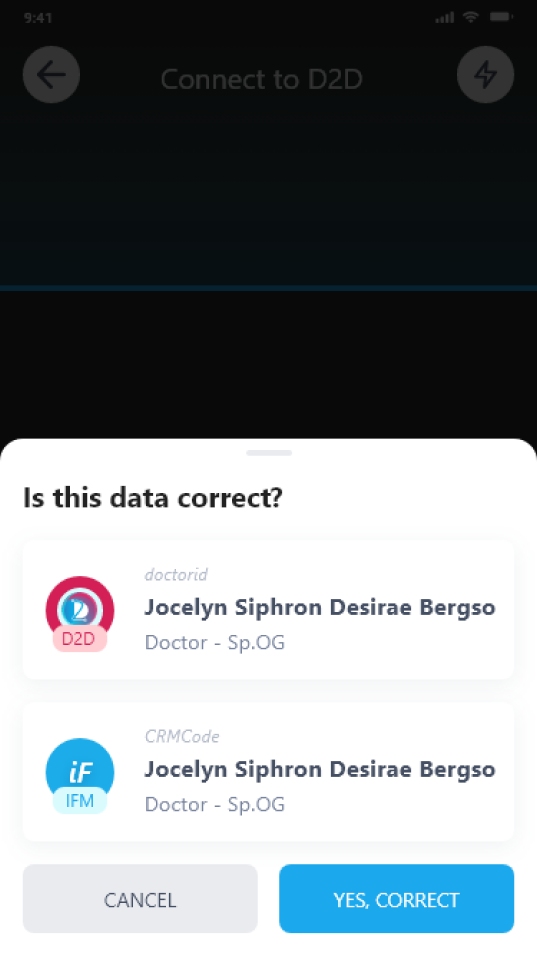 9:41
Connect to D2D
Is this data correct?
doctorid
Jocelyn Siphron Desirae Bergso
D2D
Doctor - Sp.OG
CRMCode
Jocelyn Siphron Desirae Bergso
iF
IFM
Doctor - Sp.OG
CANCEL
YES, CORRECT